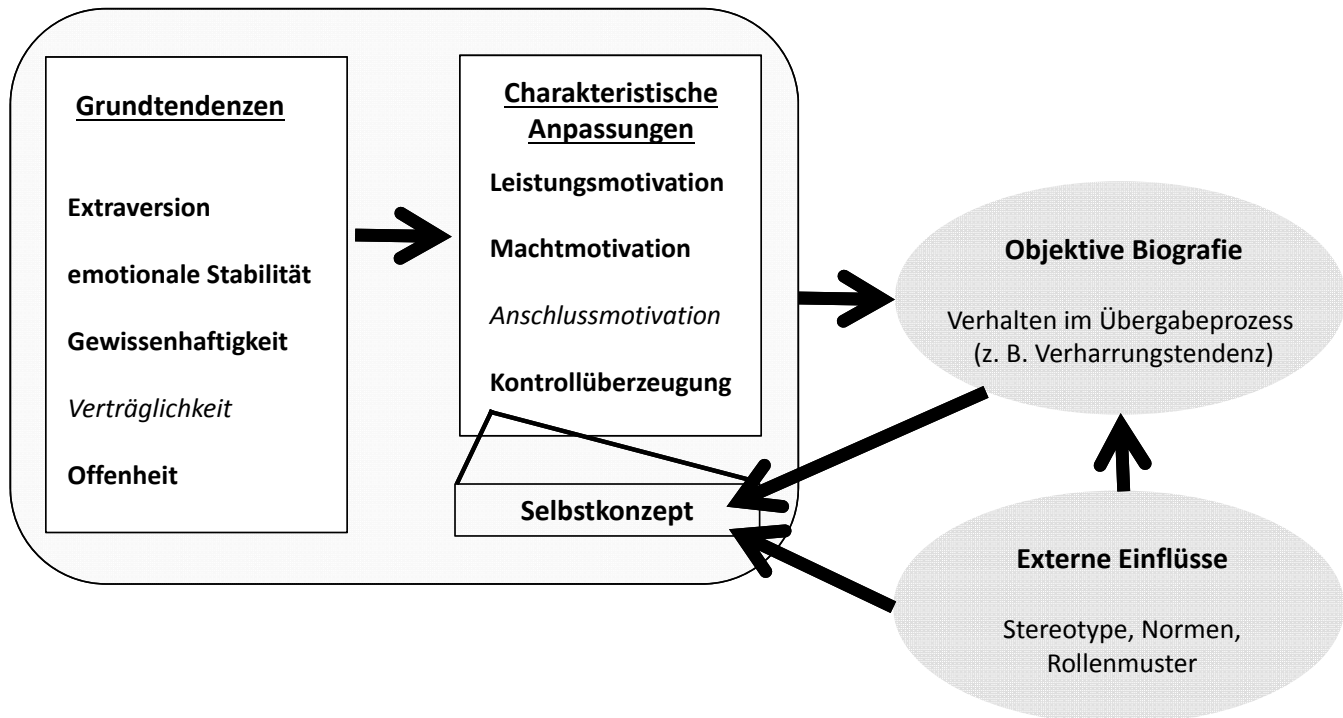 Grundtendenzen
Extraversion
emotionale Stabilität
Gewissenhaftigkeit
Verträglichkeit
Offenheit
Charakteristische
Anpassungen
Leistungsmotivation
Machtmotivation
Anschlussmotivation
Kontrollüberzeugung
Selbstkonzept
Objektive Biografie
Verhalten im Übergabeprozess
(z. B. Verharrungstendenz)
Externe Einflüsse
Stereotype, Normen,
Rollenmuster